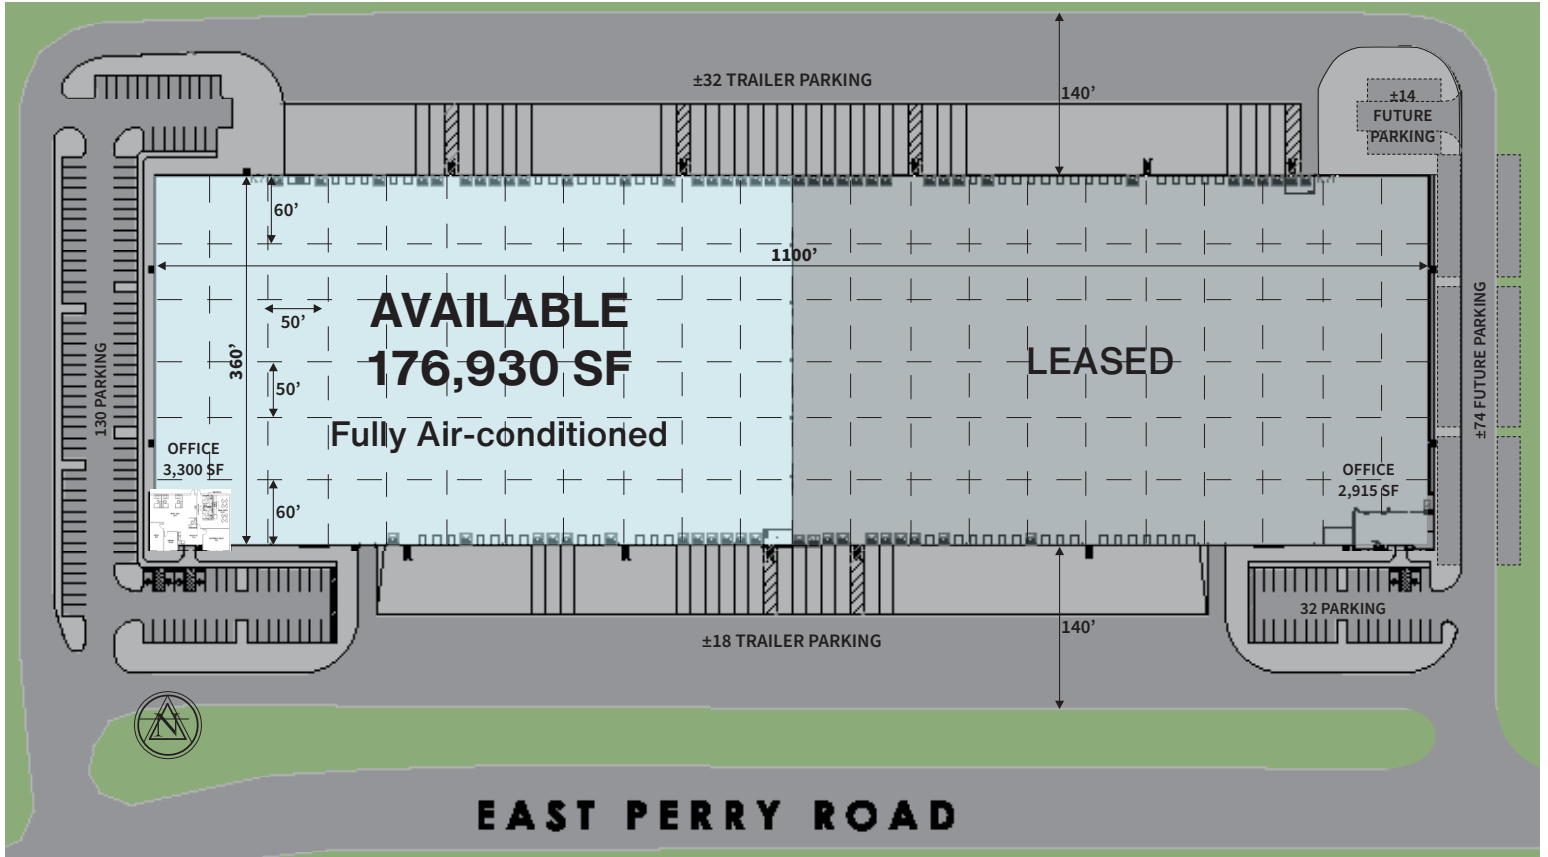 ±32 TRAILER PARKING
140’
±14
FUTURE
PARKING
60’
1100’
AVAILABLE
176,930 SF
Fully Air-conditioned
50’
360’
50’
60’
LEASED
130 PARKING
±74 FUTURE PARKING
OFFICE
3,300 SF
OFFICE
2,915 SF
32 PARKING
±18 TRAILER PARKING
140’
N
EAST PERRY ROAD